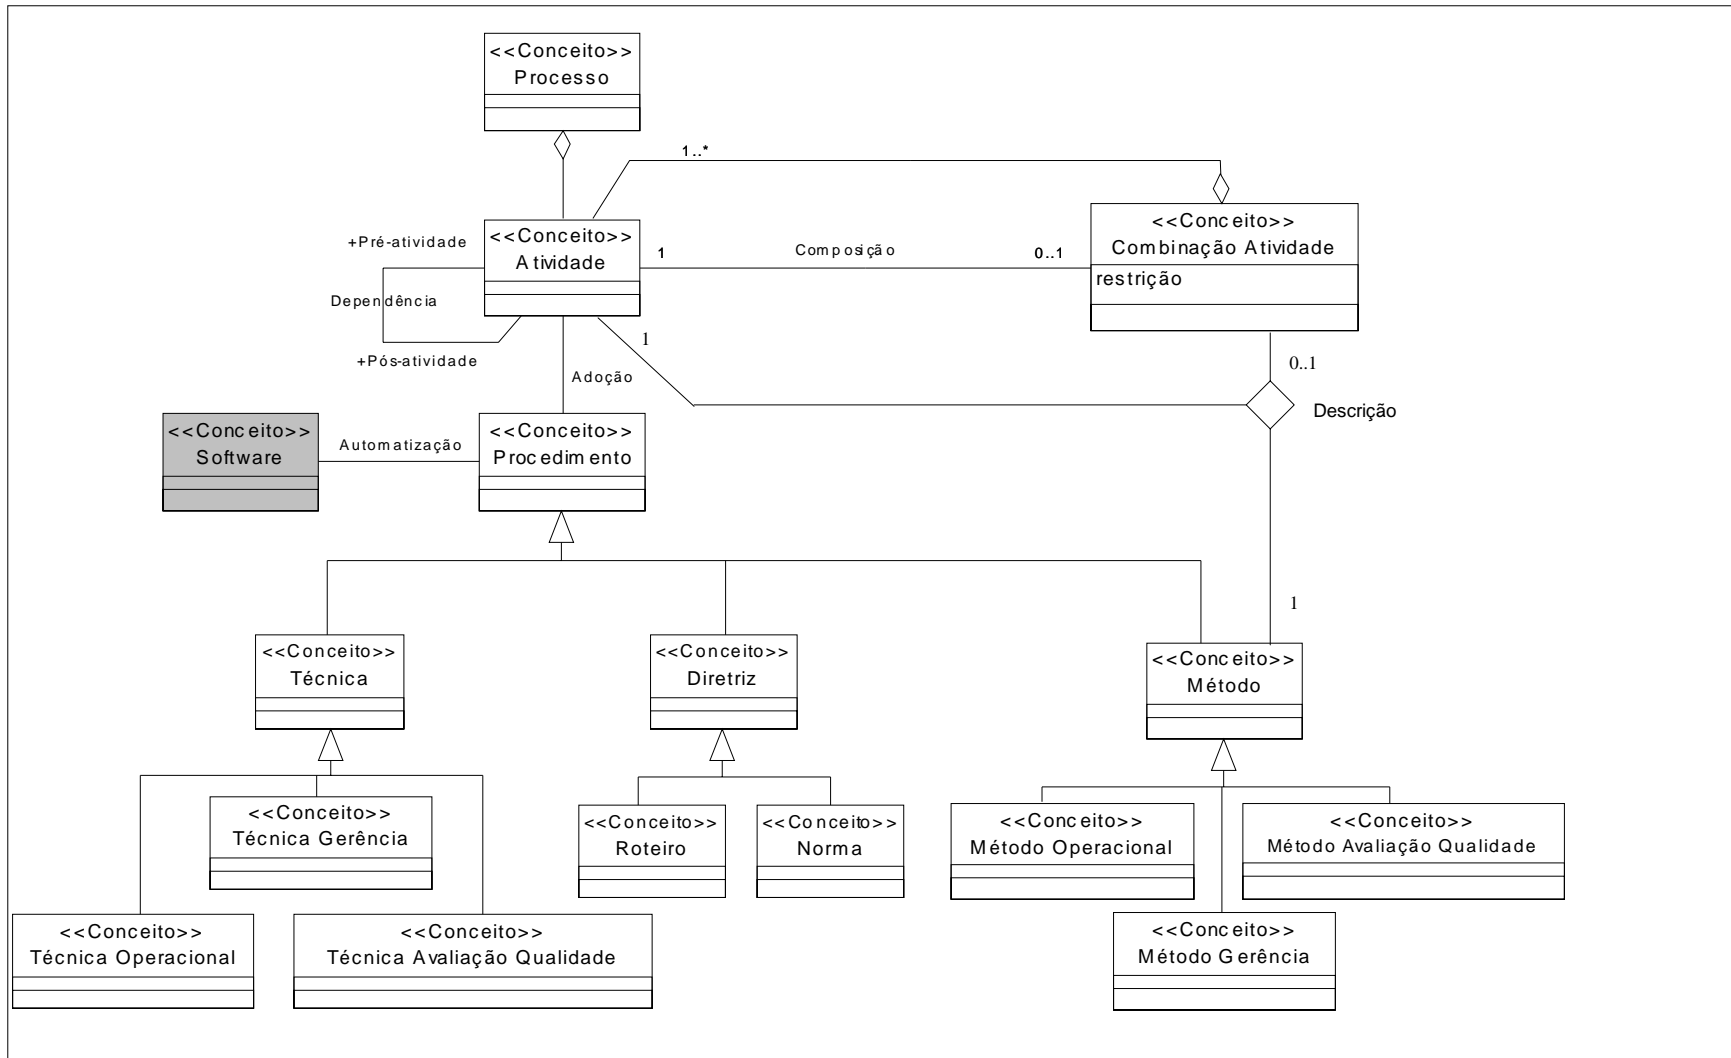 <<Conceito>>
Processo
1..*
<<Conceito>>
Combinação Atividade
restrição
+Pré-atividade
<<Conceito>>
Atividade
1
Composição
0..1
Dependência
+Pós-atividade
1
0..1
Adoção
Descrição
<<Conceito>>
Software
Automatização
<<Conceito>>
Procedimento
1
<<Conceito>>
Técnica
<<Conceito>>
Diretriz
<<Conceito>>
Método
<<Conceito>>
Técnica Gerência
<<Conceito>>
Roteiro
<<Conceito>>
Norma
<<Conceito>>
Método Operacional
<<Conceito>>
Método Avaliação Qualidade
<<Conceito>>
Técnica Operacional
<<Conceito>>
Técnica Avaliação Qualidade
<<Conceito>>
Método Gerência